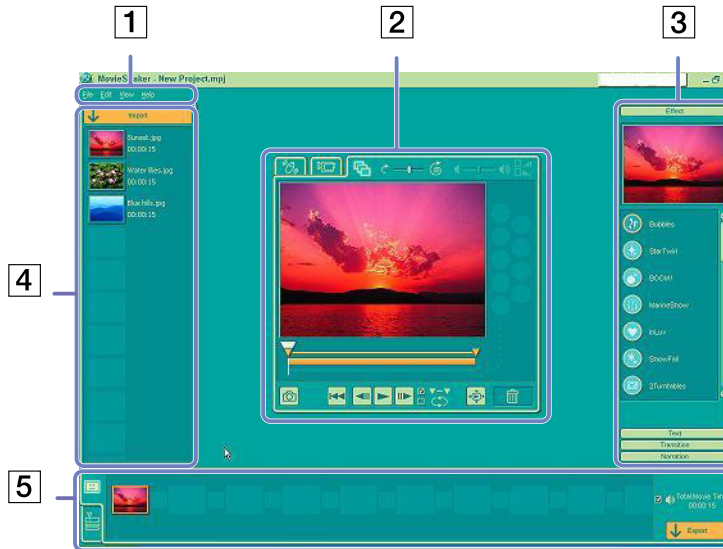 1
2
3
MovieShaker - New Project.mpj
File Edit View Help
Import
Sunset.jpg
00:00:15
Water lilies.jpg
00:00:15
Blue hills.jpg
00:00:15
Effect
Bubbles
StarTwirl
BOOM!!
MarineSnow
InLuv
SnowFall
Text
Transition
Narration
4
5
Total Movie
00:00:15
Export